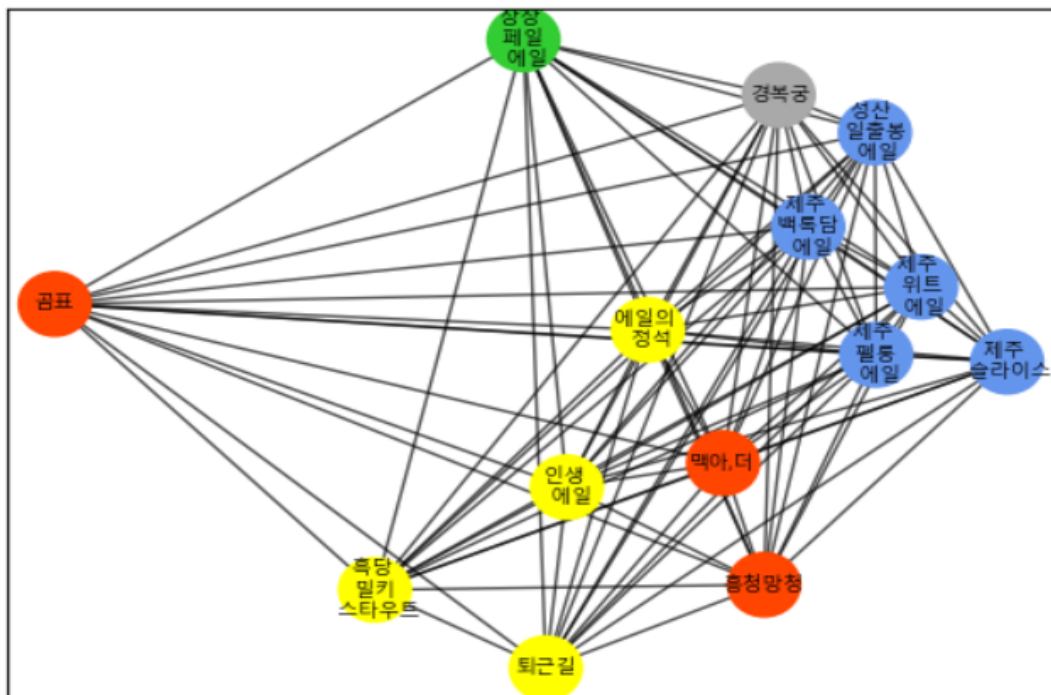 상상
페일
에일
경복궁
성산
일출봉
에일
제주
백록담
에일
제주
위트
에일
곰표
에일의
정석
제주
펠롱
에일
제주
슬라이스
맥아,더
인생
에일
흑당
밀키
스타우트
흥청망청
퇴근길